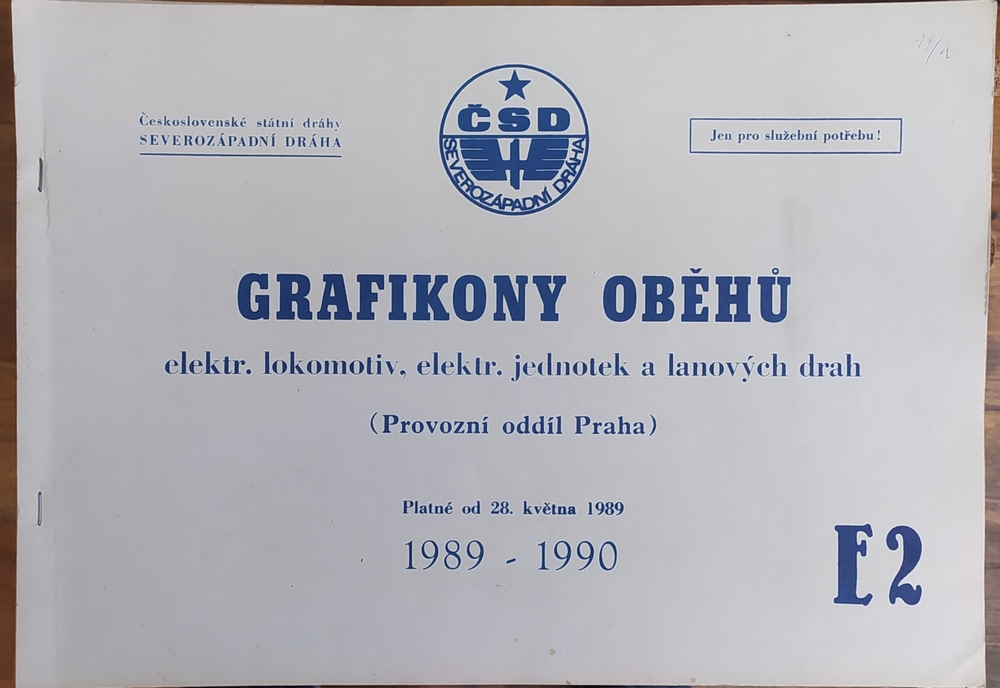 Československé státní dráhy
SEVEROZÁPADNÍ DRÁHA
ČSD
SEVEROZÁPADNÍ DRÁHA
Jen pro služební potřebu!
GRAFIKONY OBĚHŮ
elektr. lokomotiv, elektr. jednotek a lanových drah
(Provozní oddíl Praha)
Platné od 28. května 1989
1989 - 1990
E2